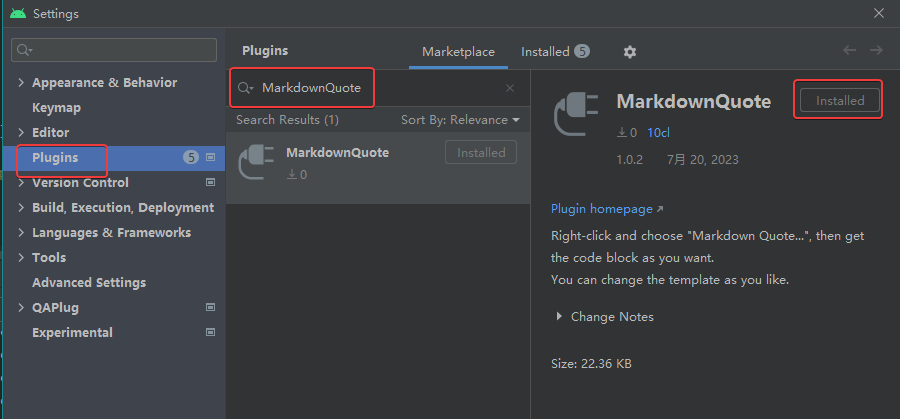 Settings
Appearance & Behavior
Keymap
Editor
Plugins 5
Version Control
Build, Execution, Deployment
Languages & Frameworks
Tools
Advanced Settings
QAPlug
Experimental
Plugins Marketplace Installed 5
MarkdownQuote
Search Results (1) Sort By: Relevance
MarkdownQuote Installed
0
MarkdownQuote Installed
0 10cl
1.0.2 7月 20, 2023
Plugin homepage
Right-click and choose "Markdown Quote...", then get
the code block as you want.
You can change the template as you like.
Change Notes
Size: 22.36 KB